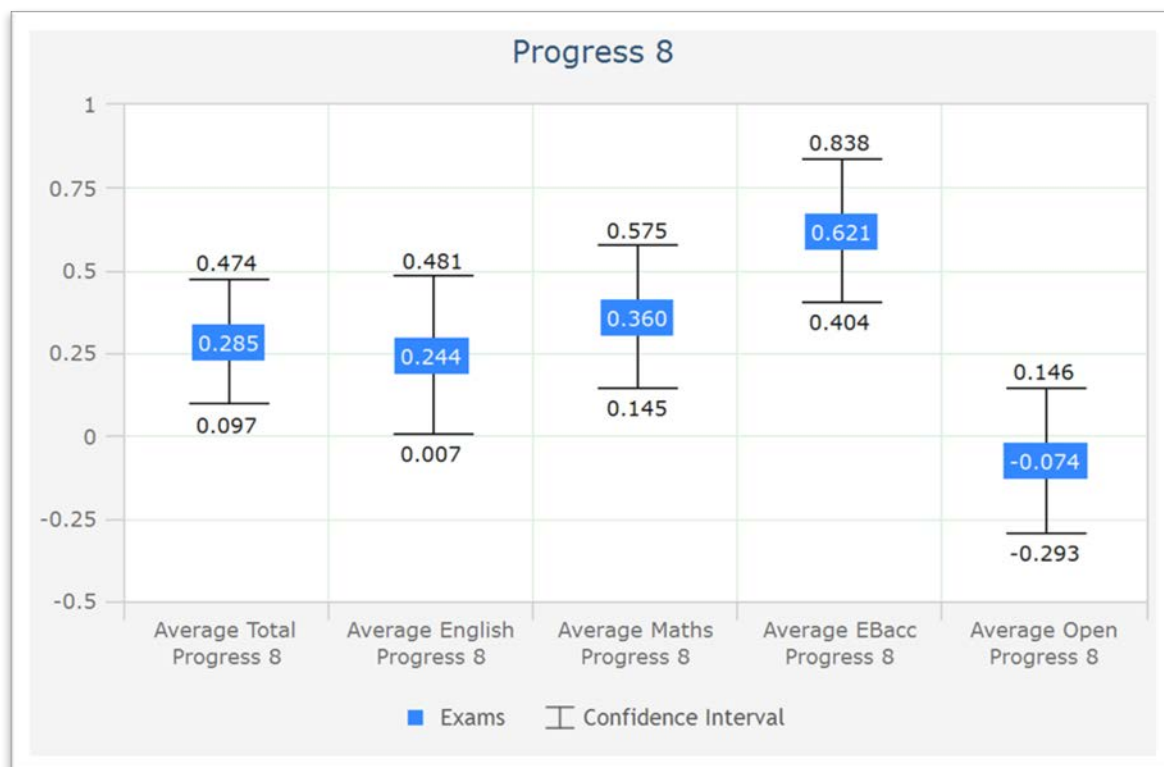 Progress 8
1
0.75
0.5
0.25
0
-0.25
-0.5
0.474
0.285
0.097
0.481
0.244
0.007
0.575
0.360
0.145
0.838
0.621
0.404
0.146
-0.074
-0.293
Average Total
Progress 8
Average English
Progress 8
Average Maths
Progress 8
Average EBacc
Progress 8
Average Open
Progress 8
Exams
Confidence Interval